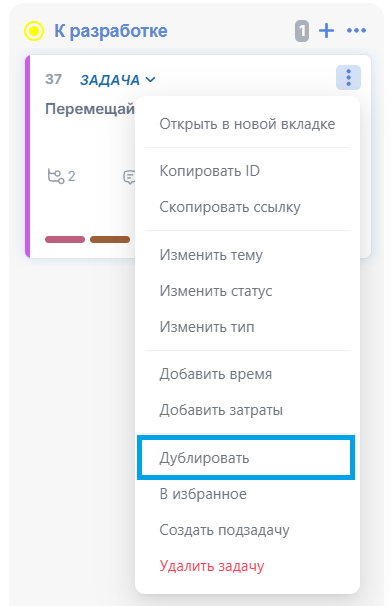 К разработке 1
37 ЗАДАЧА
Перемещай
2
Открыть в новой вкладке
Копировать ID
Скопировать ссылку
Изменить тему
Изменить статус
Изменить тип
Добавить время
Добавить затраты
Дублировать
В избранное
Создать подзадачу
Удалить задачу